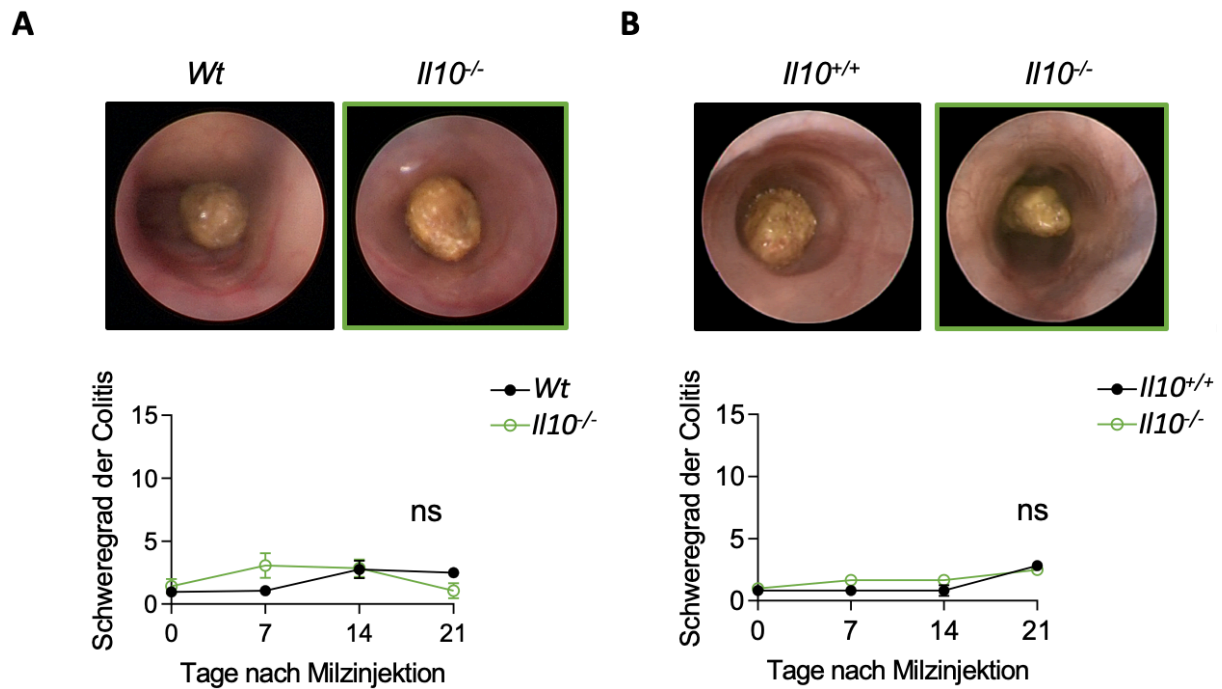 A
Wt
Il10-/-
Schweregrad der Colitis
Wt
Il10-/-
15
10
5
0
ns
0 7 14 21
Tage nach Milzinjektion
B
Il10+/+
Il10-/-
Schweregrad der Colitis
Il10+/+
Il10-/-
15
10
5
0
ns
0 7 14 21
Tage nach Milzinjektion